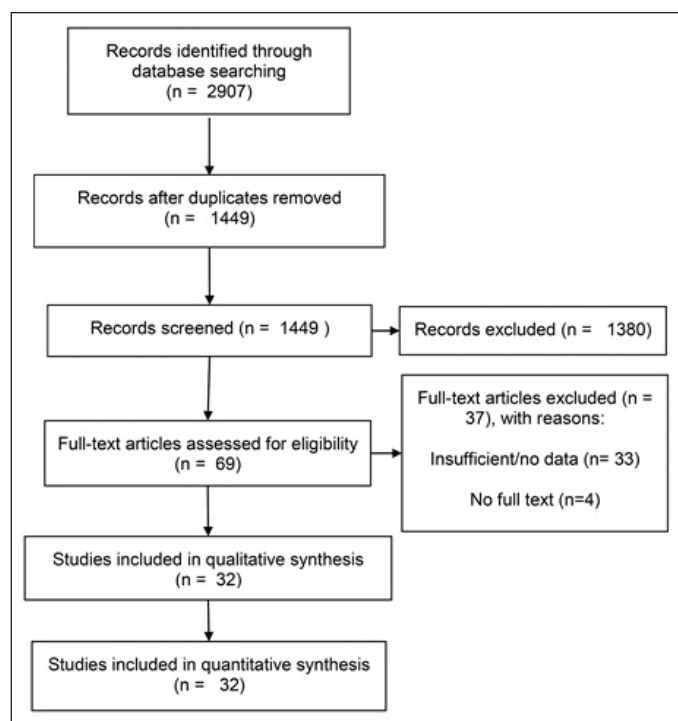 Records identified through
database searching
(n = 2907)
Records after duplicates removed
(n = 1449)
Records screened (n = 1449 )
Records excluded (n = 1380)
Full-text articles assessed for eligibility
(n = 69)
Full-text articles excluded (n =
37), with reasons:
Insufficient/no data (n= 33)
No full text (n=4)
Studies included in qualitative synthesis
(n = 32)
Studies included in quantitative synthesis
(n = 32)